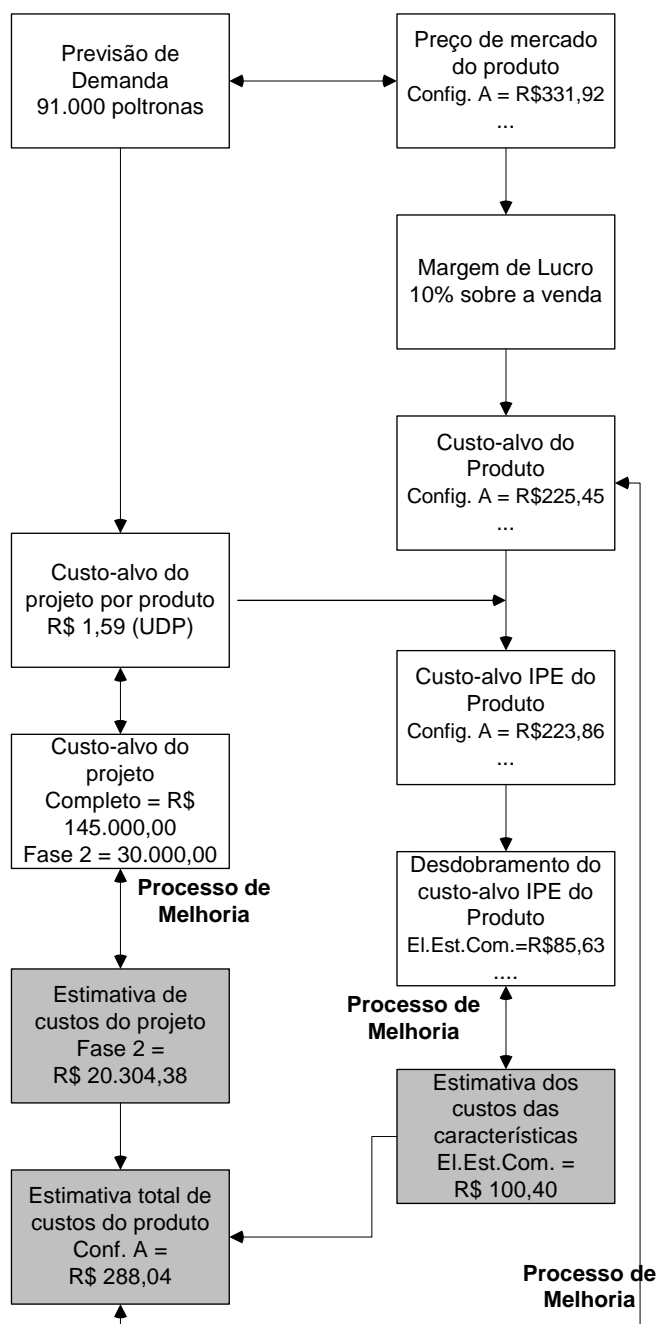 Previsão de
Demanda
91.000 poltronas
Preço de mercado
do produto
Config. A = R$331,92
...
Margem de Lucro
10% sobre a venda
Custo-alvo do
Produto
Config. A = R$225,45
...
Custo-alvo do
projeto por produto
R$ 1,59 (UDP)
Custo-alvo IPE do
Produto
Config. A = R$223,86
...
Custo-alvo do
projeto
Completo = R$
145.000,00
Fase 2 = 30.000,00
Desdobramento do
custo-alvo IPE do
Produto
El.Est.Com.=R$85,63
....
Processo de
Melhoria
Processo de
Melhoria
Estimativa de
custos do projeto
Fase 2 =
R$ 20.304,38
Estimativa dos
custos das
características
El.Est.Com. =
R$ 100,40
Estimativa total de
custos do produto
Conf. A =
R$ 288,04
Processo de
Melhoria